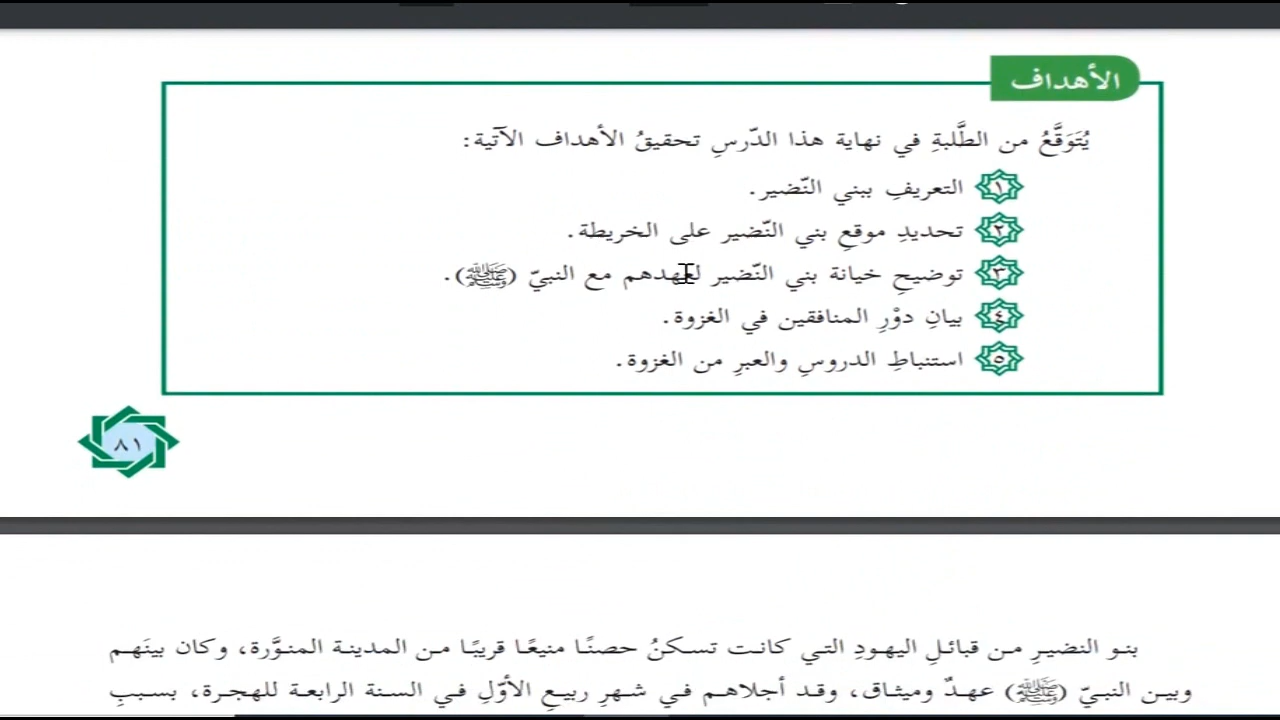 الأهداف
يُتَوَقَّعُ من الطَّلبةِ في نهاية هذا الدّرسِ تحقيقُ الأهداف الآتية:
١ التعريفِ ببني النّضير.
٢ تحديدِ موقعِ بني النّضير على الخريطة.
٣ توضيحِ خيانة بني النّضير لعهدهم مع النبيّ (ﷺ).
٤ بيانِ دوْرِ المنافقين في الغزوة.
٥ استنباطِ الدروسِ والعبرِ من الغزوة.
٨١
بنو النضيرِ من قبائلِ اليهودِ التي كانت تسكنُ حصنًا منيعًا قريبًا من المدينة المنوَّرة، وكان بينَهم
وبين النبيّ (ﷺ) عهدٌ وميثاق، وقد أجلاهم في شهرِ ربيعِ الأوّلِ في السنة الرابعة للهجرة، بسببِ